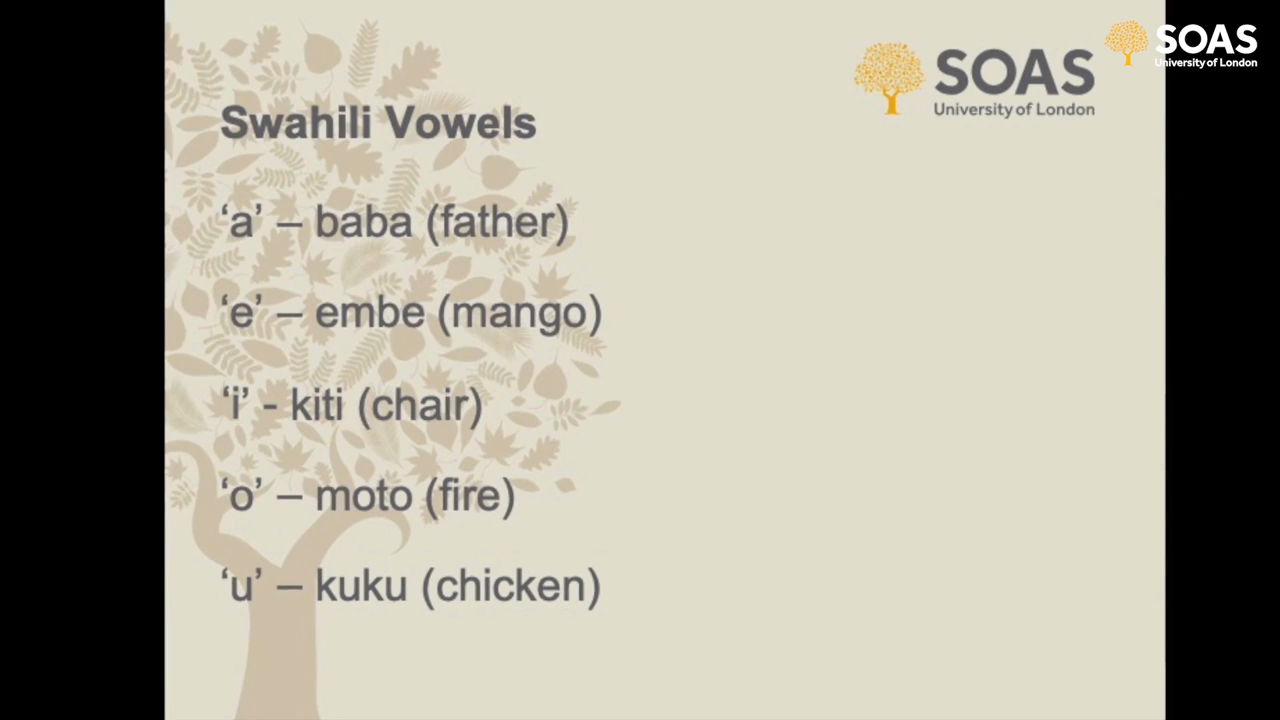 SOAS
University of London
SOAS
University of London
Swahili Vowels
‘a’ – baba (father)
‘e’ – embe (mango)
‘i’ - kiti (chair)
‘o’ – moto (fire)
‘u’ – kuku (chicken)